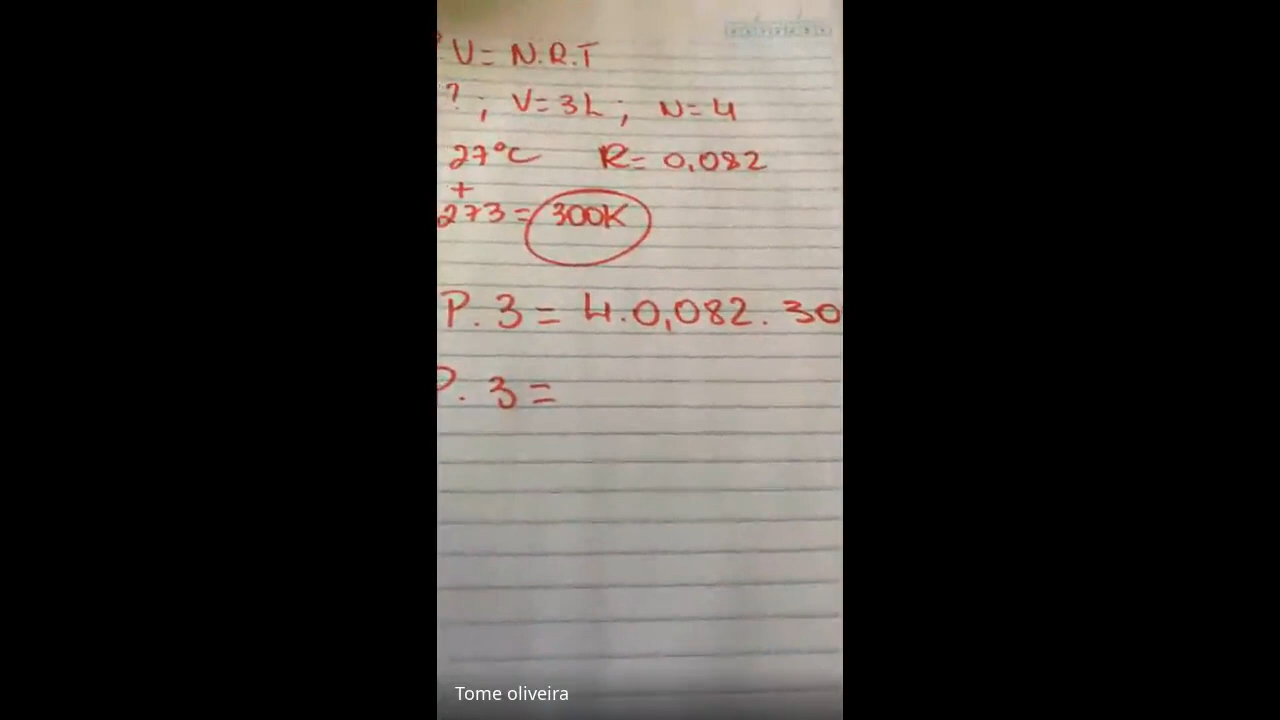 V= N.R.T
? ; V= 3L ; N= 4
27°C R= 0,082
+
273 = 300K
P. 3 = 4.0,082. 30
P. 3 =
Tome oliveira